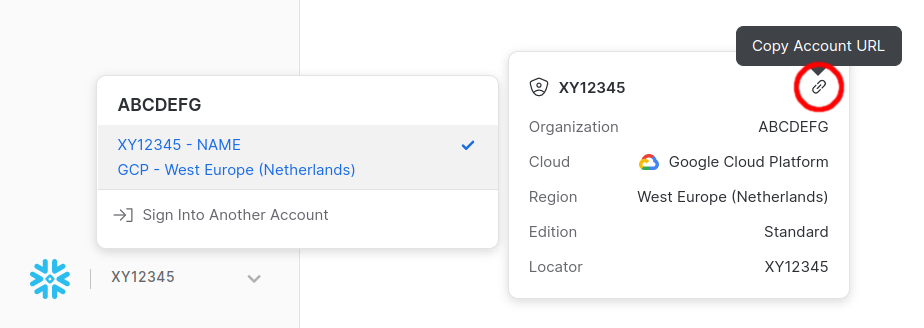 Copy Account URL
ABCDEFG
XY12345 - NAME
GCP - West Europe (Netherlands)
Sign Into Another Account
XY12345
XY12345
Organization ABCDEFG
Cloud Google Cloud Platform
Region West Europe (Netherlands)
Edition Standard
Locator XY12345